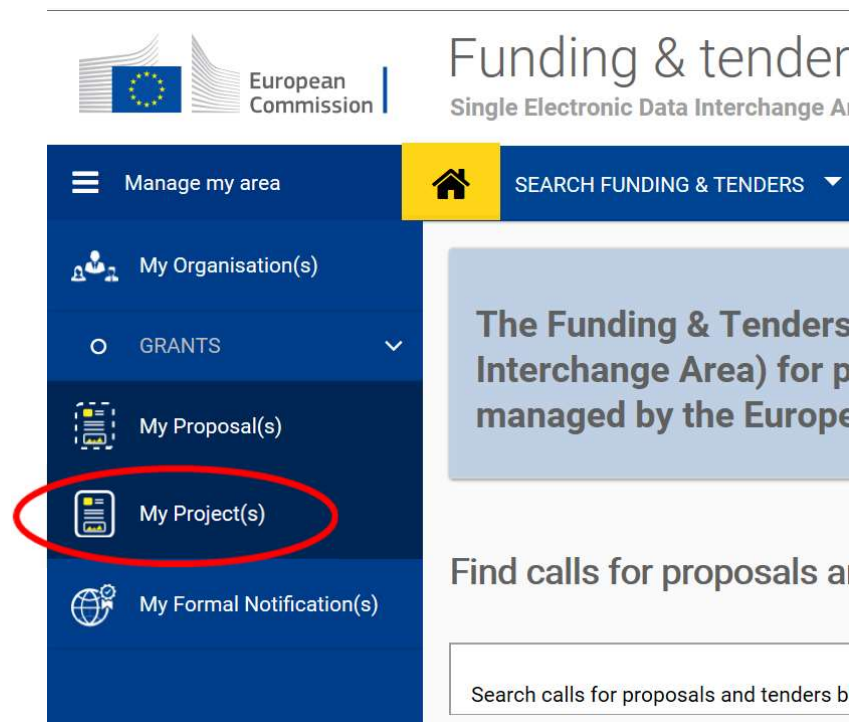 European
Commission
Funding & tender
Single Electronic Data Interchange
Manage my area
SEARCH FUNDING & TENDERS
My Organisation(s)
GRANTS
My Proposal(s)
My Project(s)
My Formal Notification(s)
The Funding & Tenders
Interchange Area) for p
managed by the Europe
Find calls for proposals a
Search calls for proposals and tenders b